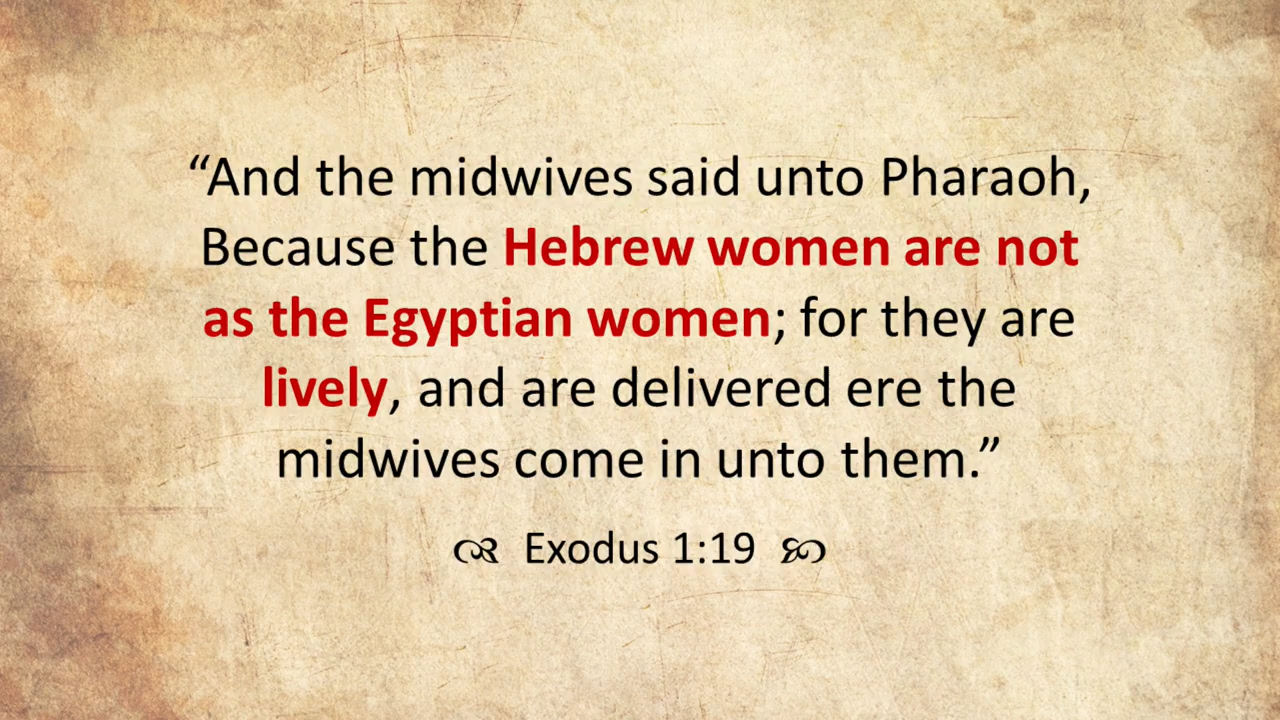 “And the midwives said unto Pharaoh,
Because the Hebrew women are not
as the Egyptian women; for they are
lively, and are delivered ere the
midwives come in unto them.”
Exodus 1:19